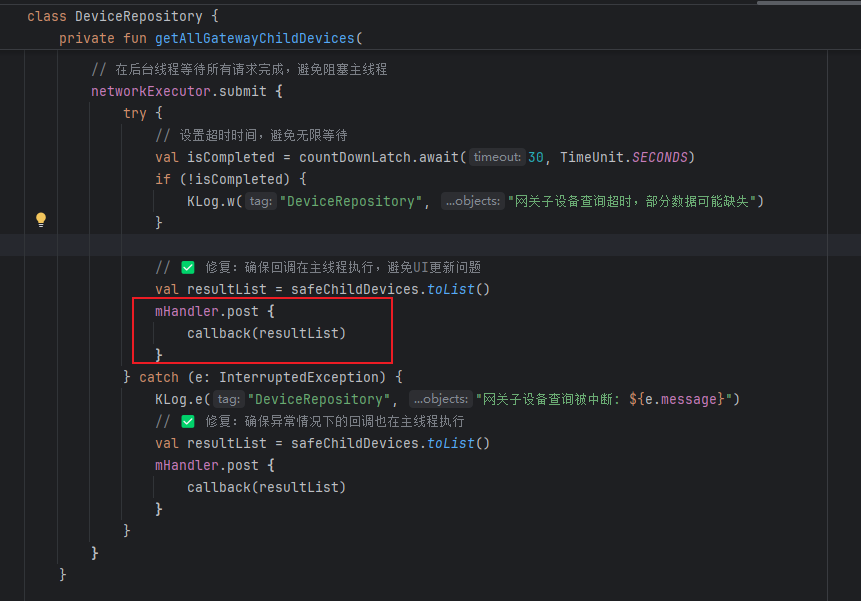 class DeviceRepository {
private fun getAllGatewayChildDevices(
// 在后台线程等待所有请求完成，避免阻塞主线程
networkExecutor.submit {
try {
// 设置超时时间，避免无限等待
val isCompleted = countDownLatch.await( timeout: 30, TimeUnit.SECONDS)
if (!isCompleted) {
KLog.w( tag: "DeviceRepository", ...objects: "网关子设备查询超时，部分数据可能缺失")
}
// ✅ 修复：确保回调在主线程执行，避免UI更新问题
val resultList = safeChildDevices.toList()
mHandler.post {
callback(resultList)
}
} catch (e: InterruptedException) {
KLog.e( tag: "DeviceRepository", ...objects: "网关子设备查询被中断: ${e.message}")
// ✅ 修复：确保异常情况下的回调也在主线程执行
val resultList = safeChildDevices.toList()
mHandler.post {
callback(resultList)
}
}
}
}